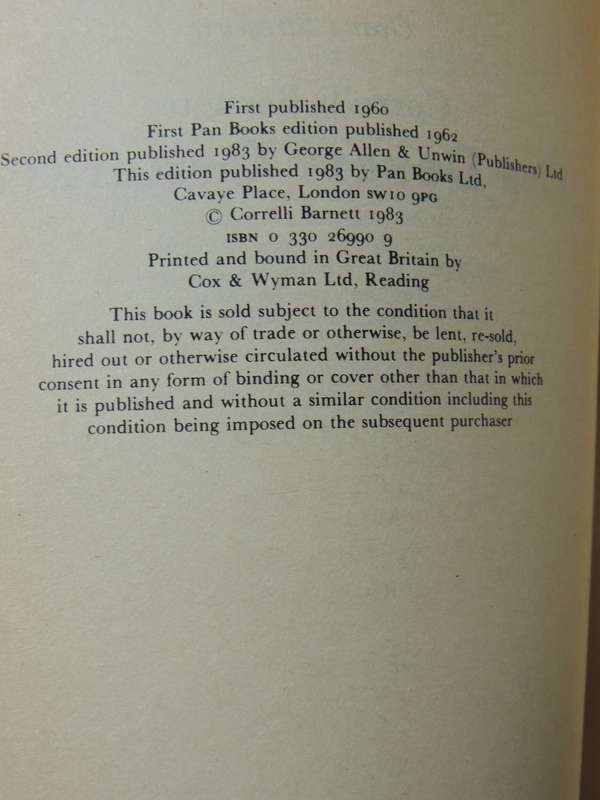 First published 1960
First Pan Books edition published 1962
Second edition published 1983 by George Allen & Unwin (Publishers) Ltd
This edition published 1983 by Pan Books Ltd,
Cavaye Place, London SW10 9PG
© Correlli Barnett 1983
ISBN 0 330 26990 9
Printed and bound in Great Britain by
Cox & Wyman Ltd, Reading
This book is sold subject to the condition that it
shall not, by way of trade or otherwise, be lent, re-sold,
hired out or otherwise circulated without the publisher's prior
consent in any form of binding or cover other than that in which
it is published and without a similar condition including this
condition being imposed on the subsequent purchaser